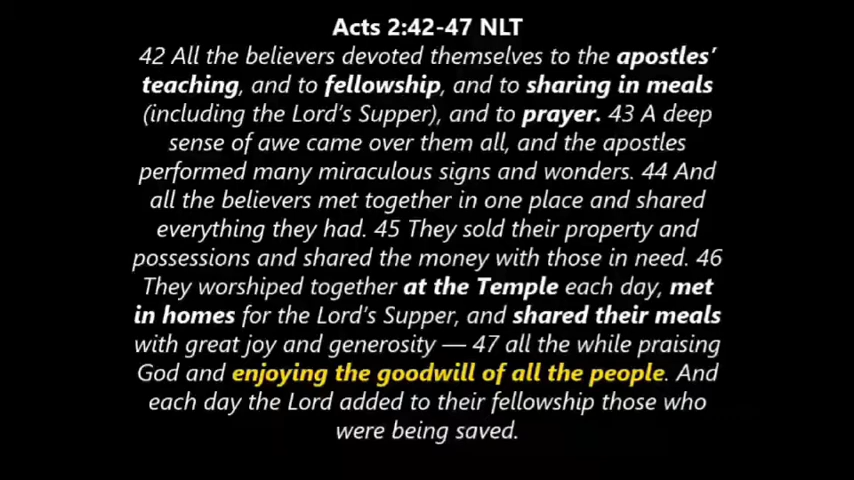 Acts 2:42-47 NLT
42 All the believers devoted themselves to the apostles’
teaching, and to fellowship, and to sharing in meals
(including the Lord’s Supper), and to prayer. 43 A deep
sense of awe came over them all, and the apostles
performed many miraculous signs and wonders. 44 And
all the believers met together in one place and shared
everything they had. 45 They sold their property and
possessions and shared the money with those in need. 46
They worshiped together at the Temple each day, met
in homes for the Lord’s Supper, and shared their meals
with great joy and generosity — 47 all the while praising
God and enjoying the goodwill of all the people. And
each day the Lord added to their fellowship those who
were being saved.